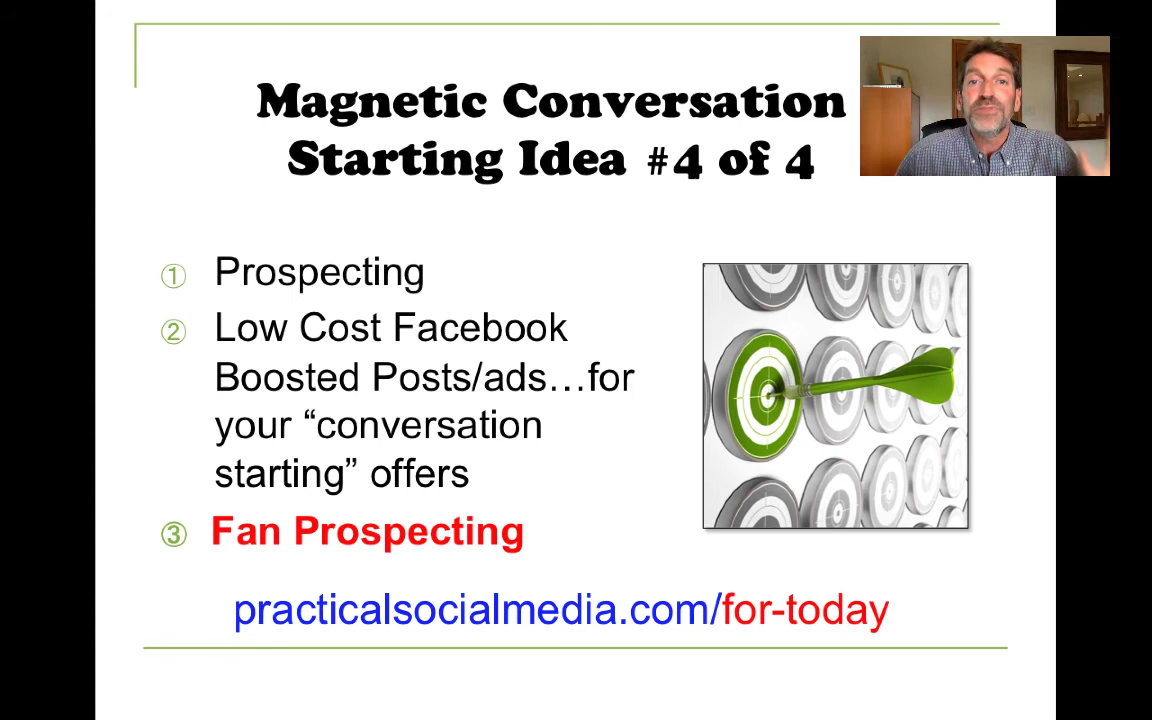 Magnetic Conversation
Starting Idea #4 of 4
① Prospecting
② Low Cost Facebook
Boosted Posts/ads…for
your “conversation
starting” offers
③ Fan Prospecting
practicalsocialmedia.com/for-today